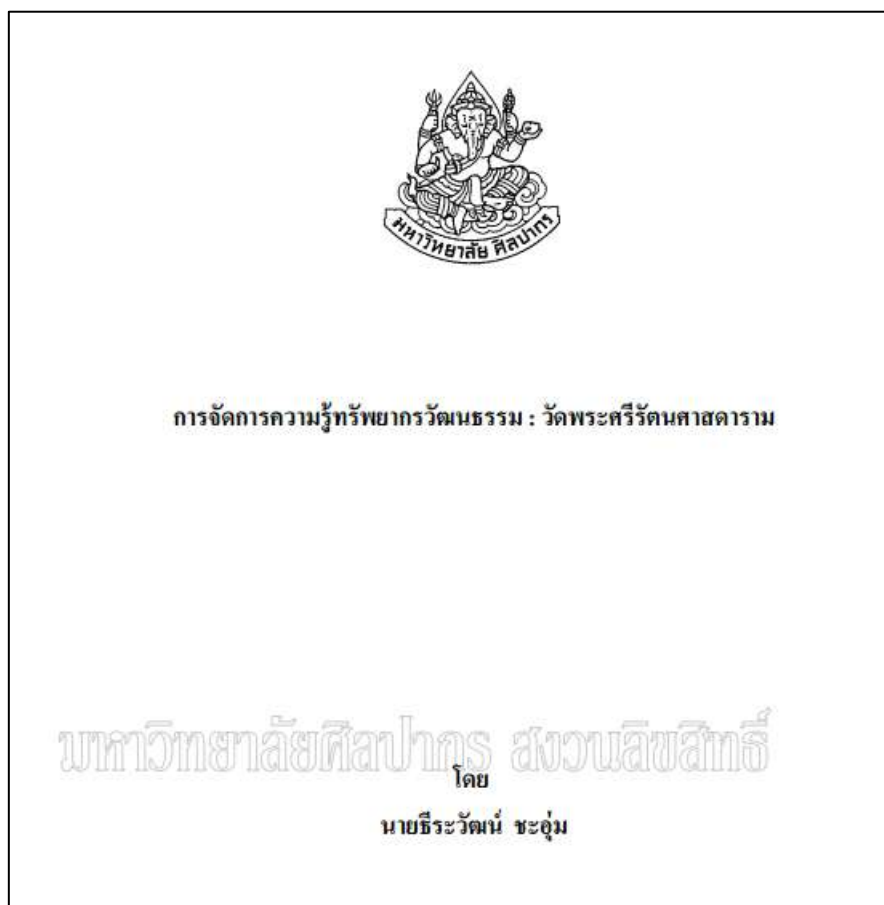 มหาวิทยาลัย ศิลปากร
การจัดการความรู้ทรัพยากรวัฒนธรรม : วัดพระศรีรัตนศาสดาราม
มหาวิทยาลัยศิลปากร สงวนลิขสิทธิ์
โดย
นายธีระวัฒน์ ชะอุ่ม